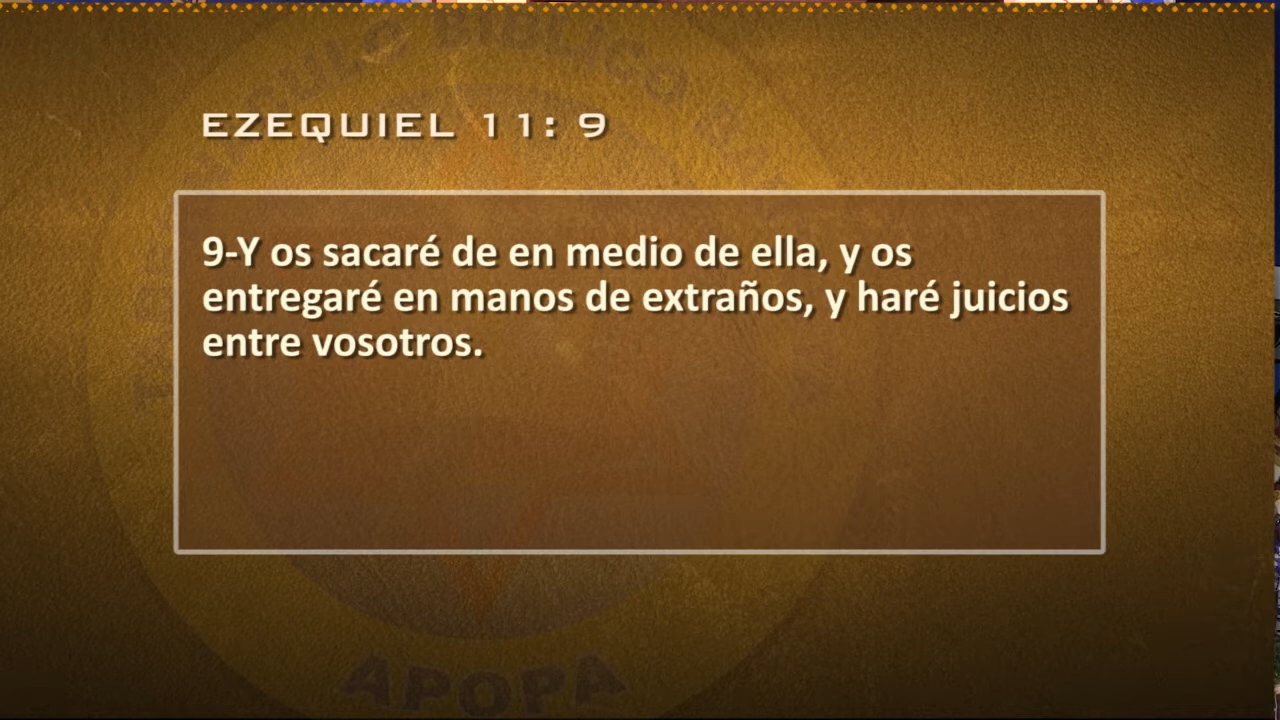 EZEQUIEL 11: 9
9-Y os sacaré de en medio de ella, y os
entregaré en manos de extraños, y haré juicios
entre vosotros.
APOPA